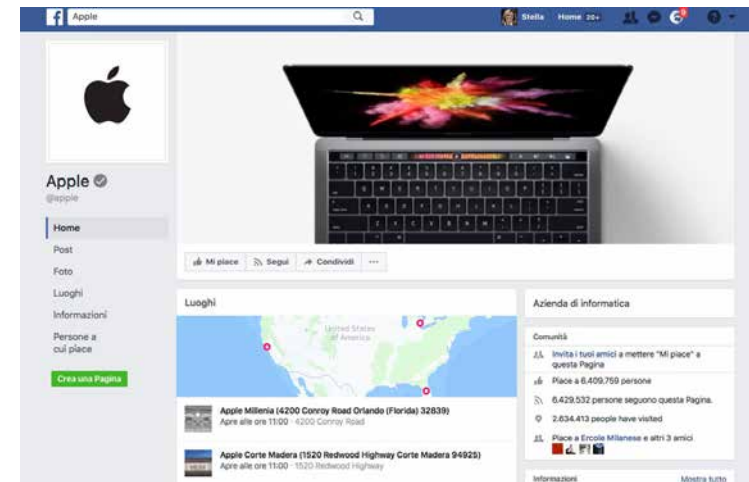 Apple
Stella
Home 20+
9
Apple
@apple
Home
Post
Foto
Luoghi
Informazioni
Persone a
cui piace
Crea una Pagina
Mi piace
Segui
Condividi
Luoghi
United States
of America
Apple Millenia (4200 Conroy Road Orlando (Florida) 32839)
Apre alle ore 11:00 · 4200 Conroy Road
Apple Corte Madera (1520 Redwood Highway Corte Madera 94925)
Apre alle ore 11:00 · 1520 Redwood Highway
Azienda di informatica
Comunità
Invita i tuoi amici a mettere "Mi piace" a
questa Pagina
Piace a 6.409.759 persone
6.429.532 persone seguono questa Pagina.
2.634.413 people have visited
Piace a Ercole Milanese e altri 3 amici
Informazioni
Mostra tutto